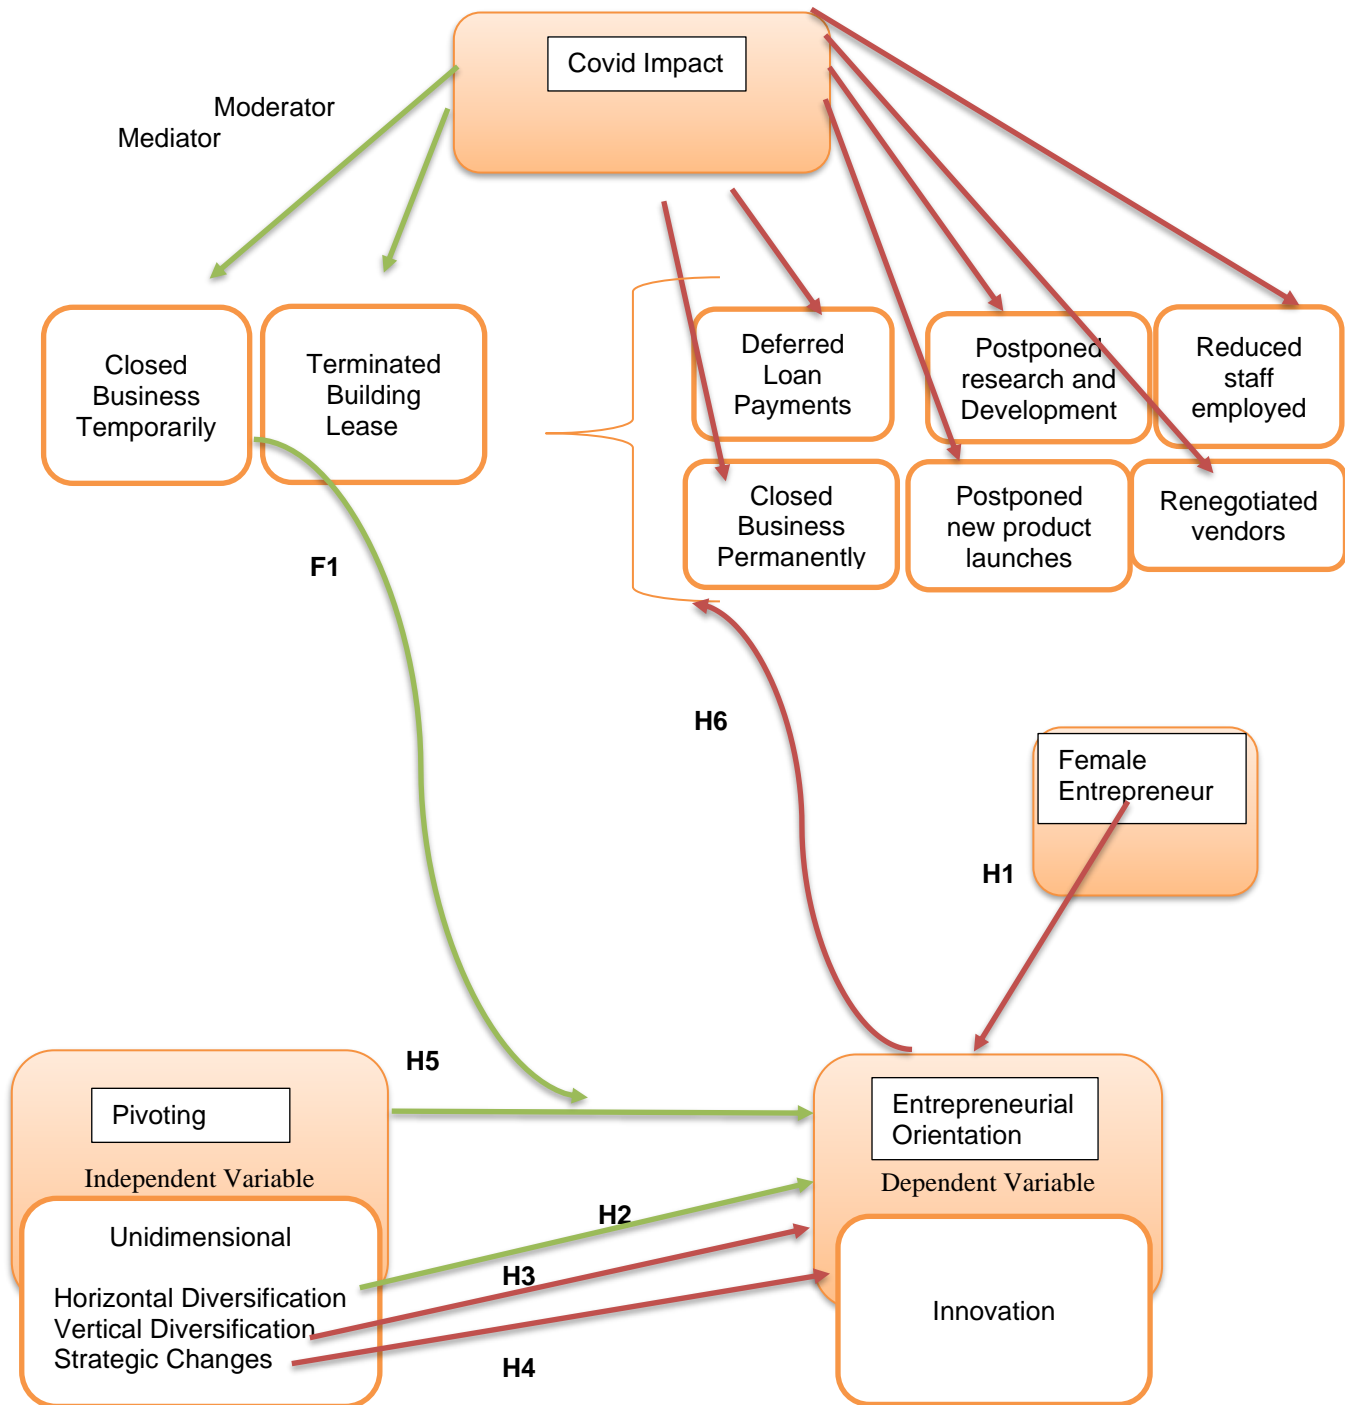 Covid Impact
Moderator
Mediator
Closed
Business
Temporarily
Terminated
Building
Lease
Deferred
Loan
Payments
Postponed
research and
Development
Reduced
staff
employed
Closed
Business
Permanently
Postponed
new product
launches
Renegotiated
vendors
F1
H6
Female
Entrepreneur
H1
H5
Pivoting
Independent Variable
Entrepreneurial
Orientation
Dependent Variable
Unidimensional
Horizontal Diversification
Vertical Diversification
Strategic Changes
H2
H3
H4
Innovation